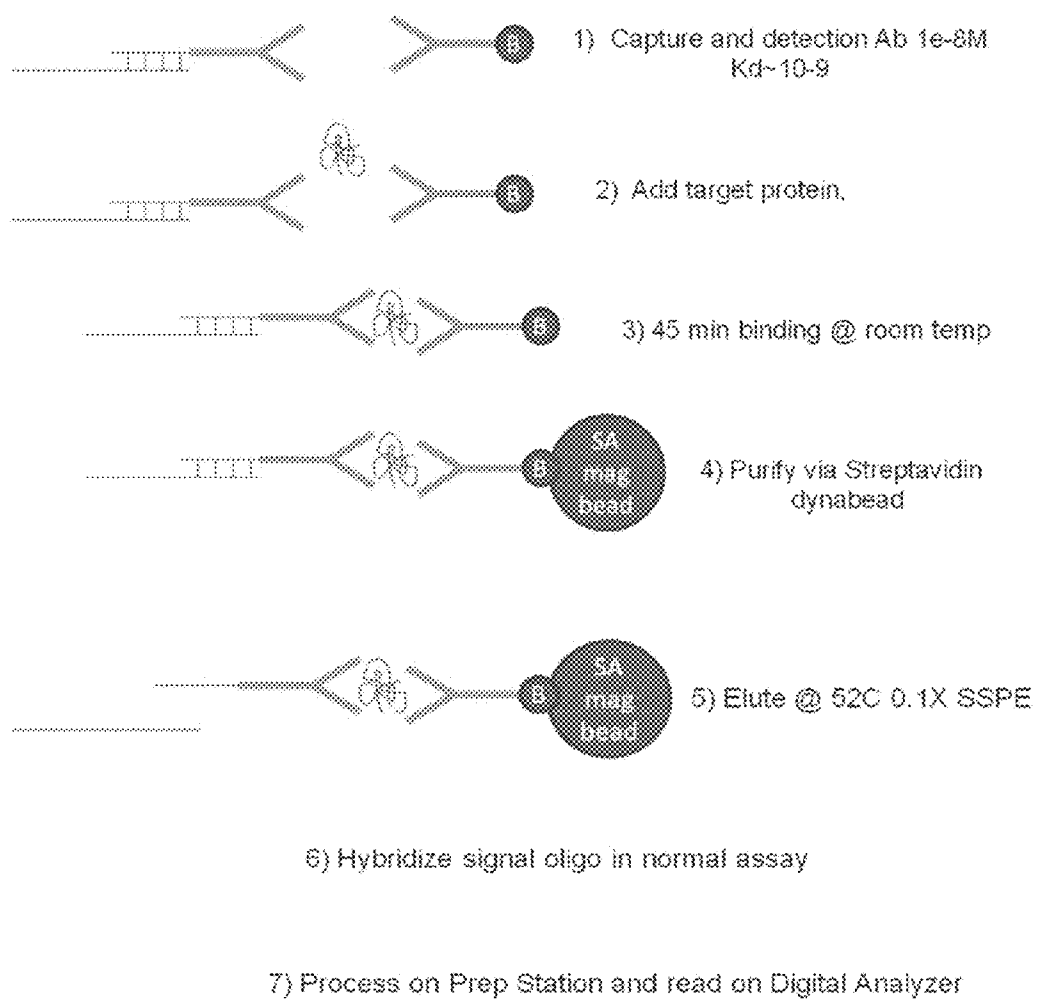 B
1) Capture and detection Ab 1e-8M
Kd~10-9
B
2) Add target protein.
B
3) 45 min binding @ room temp
B
SA
mag
bead
4) Purify via Streptavidin
dynabead
B
SA
mag
bead
5) Elute @ 52C 0.1X SSPE
6) Hybridize signal oligo in normal assay
7) Process on Prep Station and read on Digital Analyzer